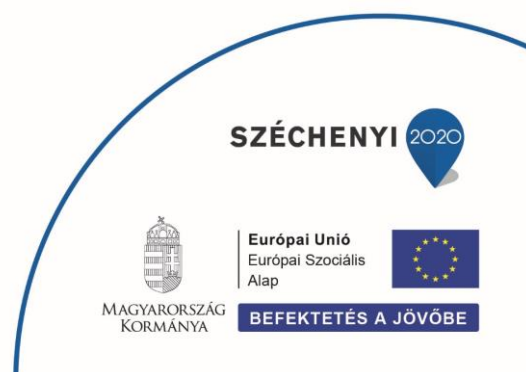 SZÉCHENYI 2020
Európai Unió
Európai Szociális
Alap
MAGYARORSZÁG
KORMÁNYA
BEFEKTETÉS A JÖVŐBE